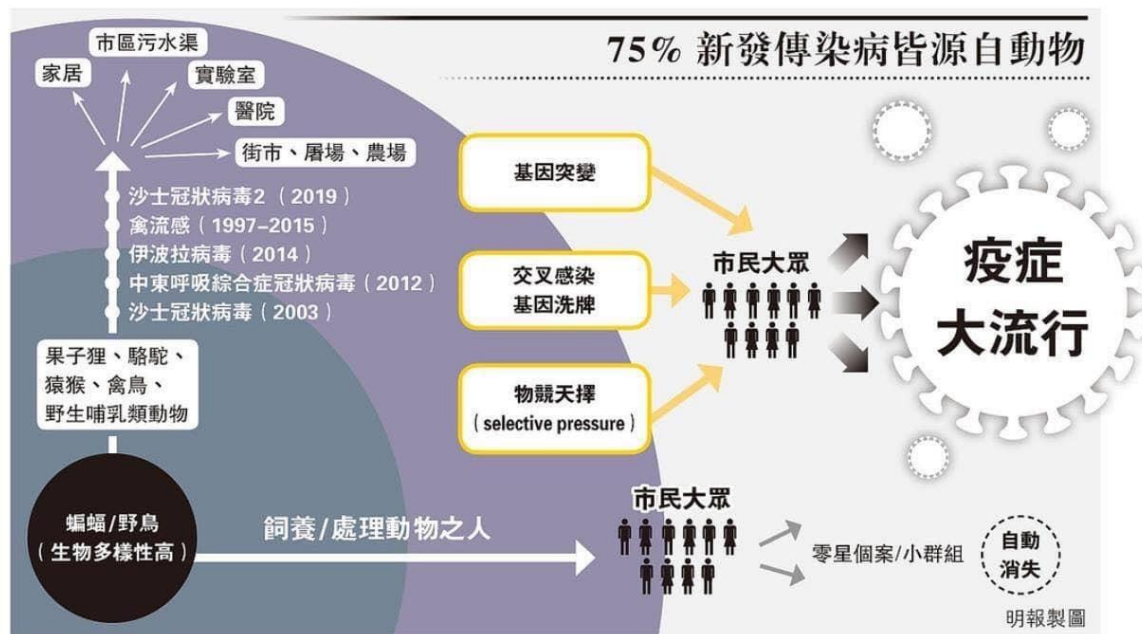 75% 新發傳染病皆源自動物
市區污水渠
家居
實驗室
醫院
街市、屠場、農場
沙士冠狀病毒2（2019）
禽流感（1997–2015）
伊波拉病毒（2014）
中東呼吸綜合症冠狀病毒（2012）
沙士冠狀病毒（2003）
果子狸、駱駝、
猿猴、禽鳥、
野生哺乳類動物
蝙蝠/野鳥
（生物多樣性高）
飼養/處理動物之人
基因突變
交叉感染
基因洗牌
物競天擇
（selective pressure）
市民大眾
疫症
大流行
市民大眾
零星個案/小群組
自動
消失
明報製圖